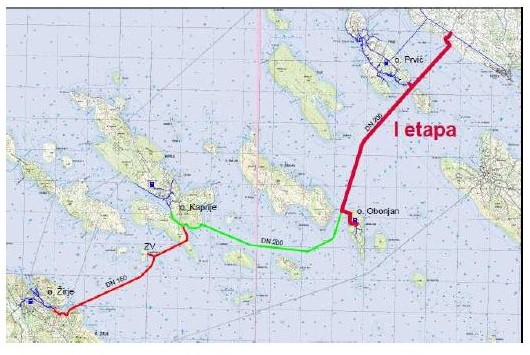 o. Prvić
DN 200
I etapa
o. Kaprije
o. Obonjan
ZV
DN 200
DN 160
o. Žirje